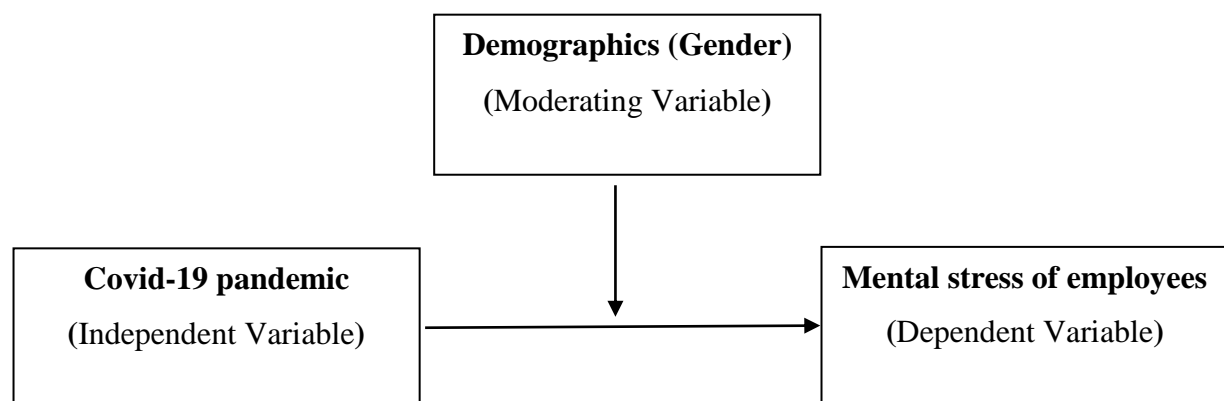 Demographics (Gender)
(Moderating Variable)
Covid-19 pandemic
(Independent Variable)
Mental stress of employees
(Dependent Variable)